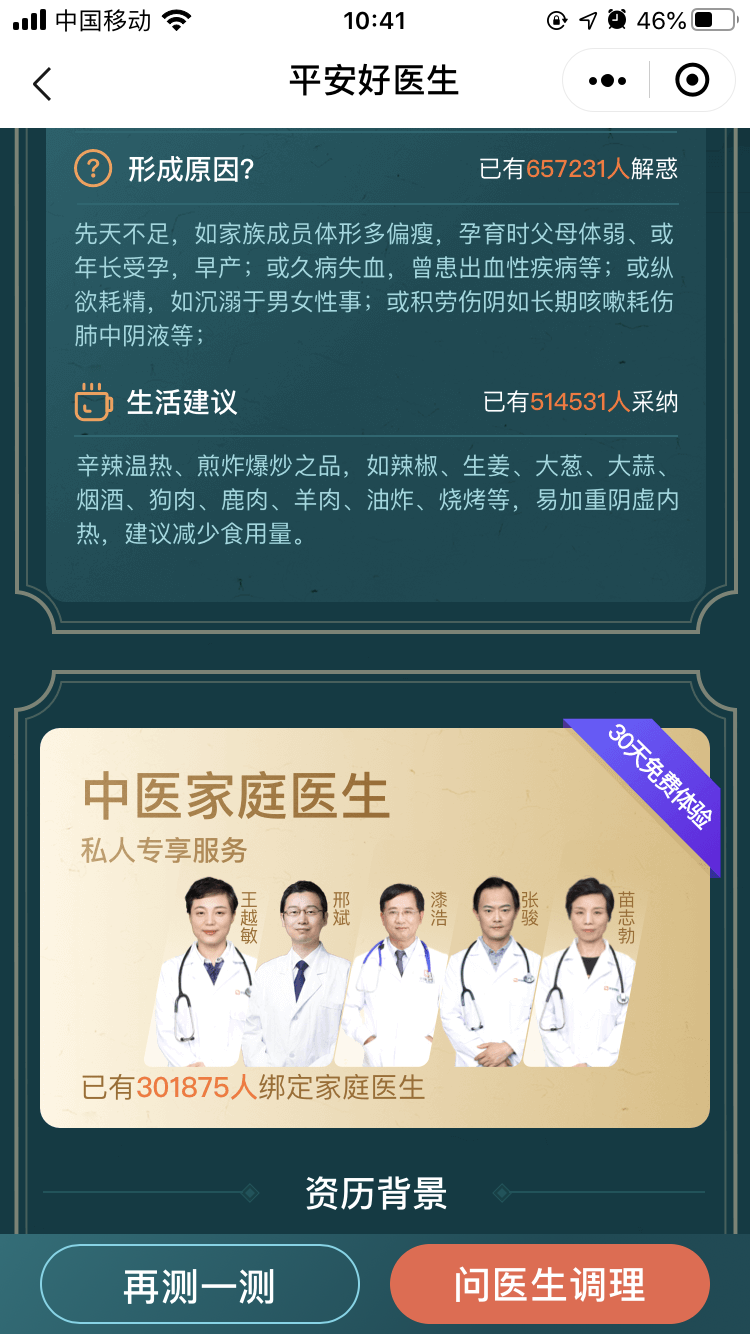 中国移动
10:41
46%
平安好医生
形成原因?
已有657231人解惑
先天不足，如家族成员体形多偏瘦，孕育时父母体弱、或
年长受孕，早产；或久病失血，曾患出血性疾病等；或纵
欲耗精，如沉溺于男女性事；或积劳伤阴如长期咳嗽耗伤
肺中阴液等；
生活建议
已有514531人采纳
辛辣温热、煎炸爆炒之品，如辣椒、生姜、大葱、大蒜、
烟酒、狗肉、鹿肉、羊肉、油炸、烧烤等，易加重阴虚内
热，建议减少食用量。
30天免费体验
中医家庭医生
私人专享服务
王越敏
邢斌
漆浩
张骏
苗志勃
已有301875人绑定家庭医生
资历背景
再测一测
问医生调理